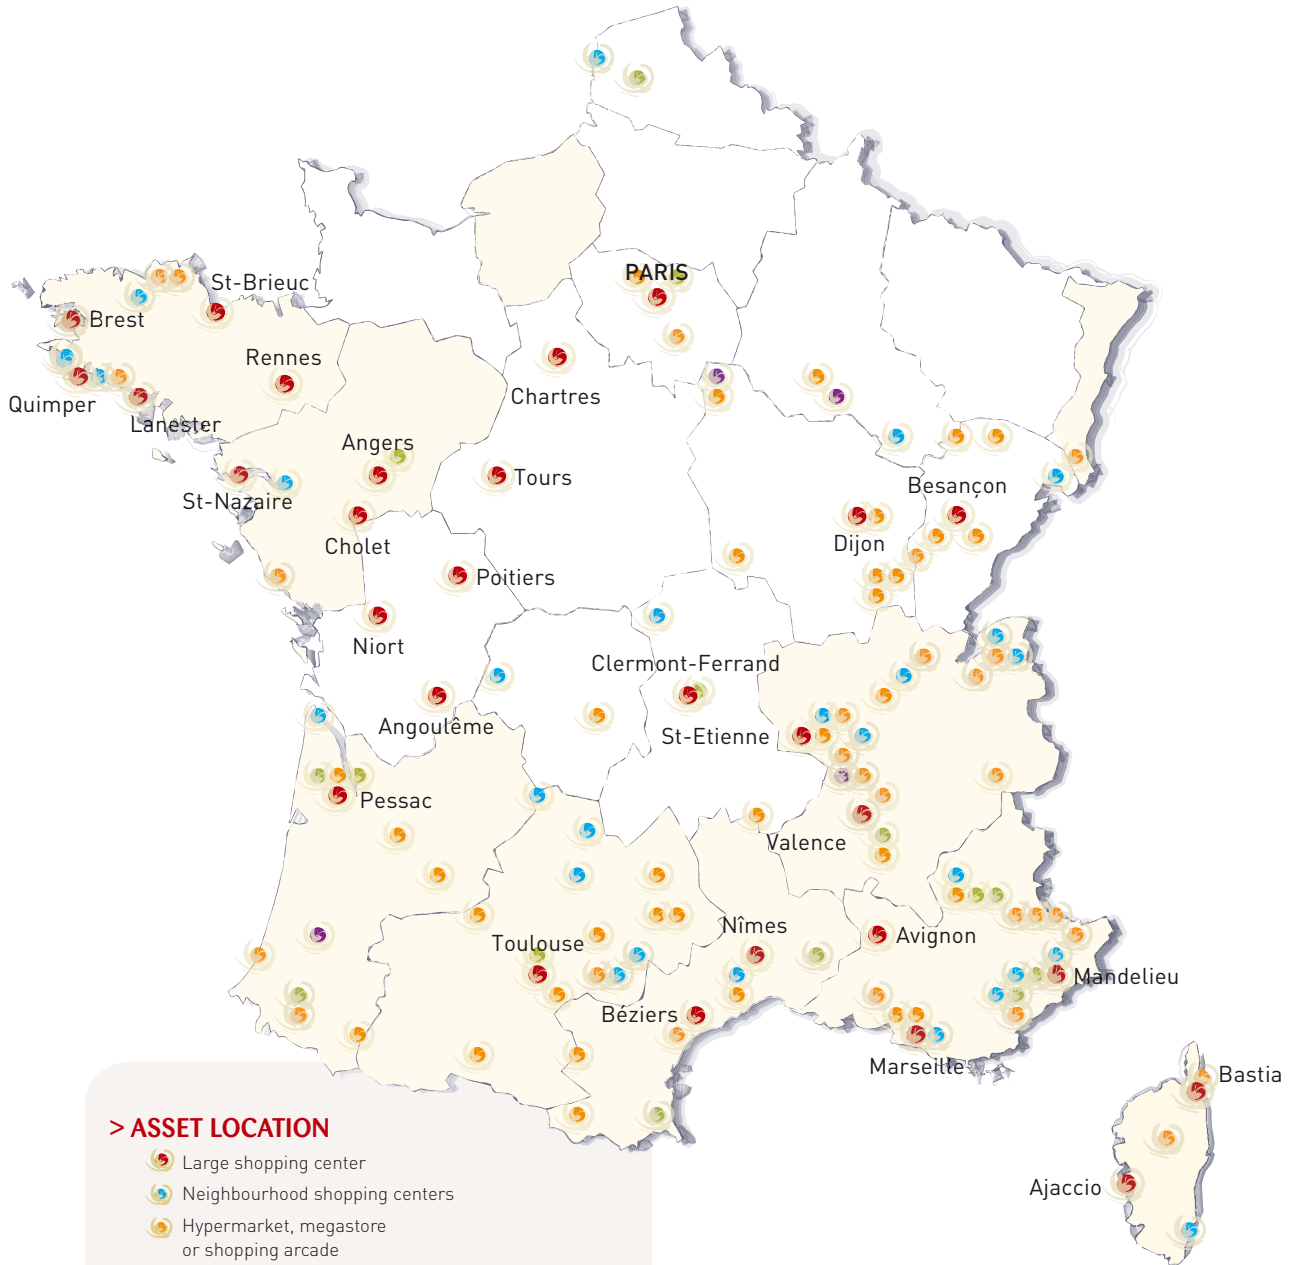 PARIS
St-Brieuc
Brest
Rennes
Chartres
Quimper
Lanester
Angers
Tours
Besançon
St-Nazaire
Cholet
Dijon
Poitiers
Niort
Clermont-Ferrand
Angoulême
St-Etienne
Pessac
Valence
Nîmes
Toulouse
Avignon
Mandelieu
Béziers
Marseille
Bastia
Ajaccio
> ASSET LOCATION
Large shopping center
Neighbourhood shopping centers
Hypermarket, megastore
or shopping arcade